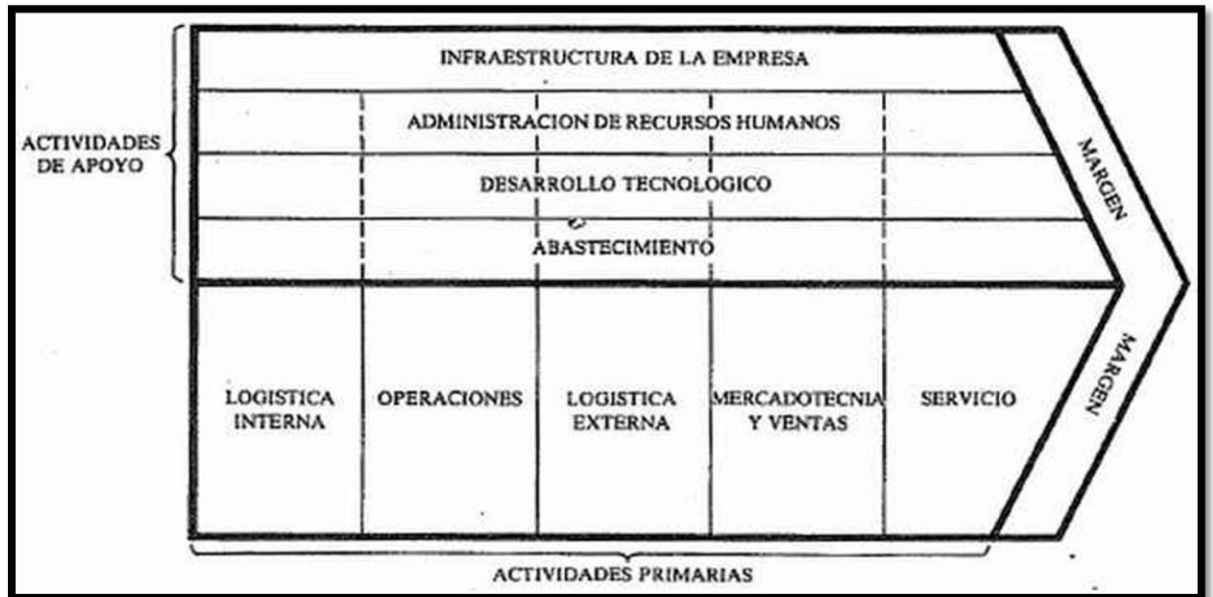 INFRAESTRUCTURA DE LA EMPRESA
ADMINISTRACION DE RECURSOS HUMANOS
DESARROLLO TECNOLOGICO
ABASTECIMIENTO
ACTIVIDADES
DE APOYO
MARGEN
LOGISTICA
INTERNA
OPERACIONES
LOGISTICA
EXTERNA
MERCADOTECNIA
Y VENTAS
SERVICIO
MARGEN
ACTIVIDADES PRIMARIAS